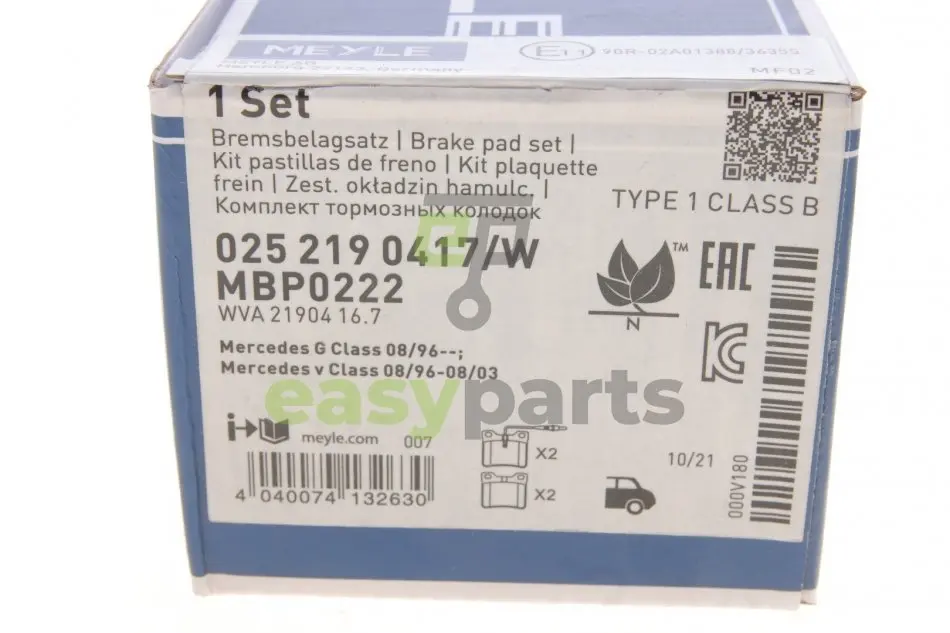 MEYLE
E11 90R-02A01380/36355
MF02
1 Set
Bremsbelagsatz | Brake pad set |
Kit pastillas de freno | Kit plaquette
frein | Zest. okładzin hamulc. |
Комплект тормозных колодок
TYPE 1 CLASS B
025 219 0417/W
MBP0222
WVA 21904 16.7
TM
N
EAC
Mercedes G Class 08/96--;
Mercedes v Class 08/96-08/03
easyparts
meyle.com 007
X2
X2
10/21
000V180
4 040074 132630